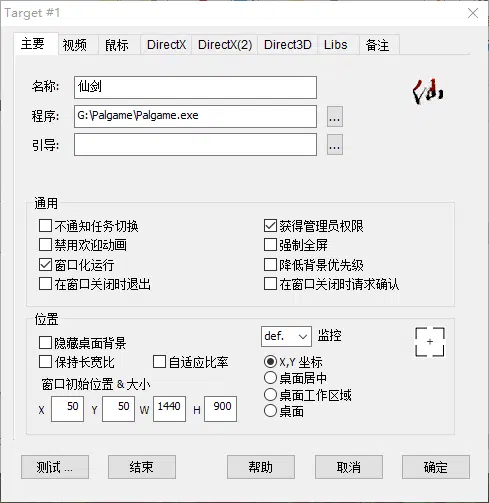 Target #1
主要 视频 鼠标 DirectX DirectX(2) Direct3D Libs 备注
名称: 仙剑
程序: G:\Palgame\Palgame.exe ...
引导: ...
仙
通用
不通知任务切换 获得管理员权限
禁用欢迎动画 强制全屏
窗口化运行 降低背景优先级
在窗口关闭时退出 在窗口关闭时请求确认
位置
隐藏桌面背景 def. 监控
保持长宽比 自适应比率 X,Y 坐标
窗口初始位置 & 大小 桌面居中
桌面工作区域
X 50 Y 50 W 1440 H 900 桌面
测试 ... 结束 帮助 取消 确定